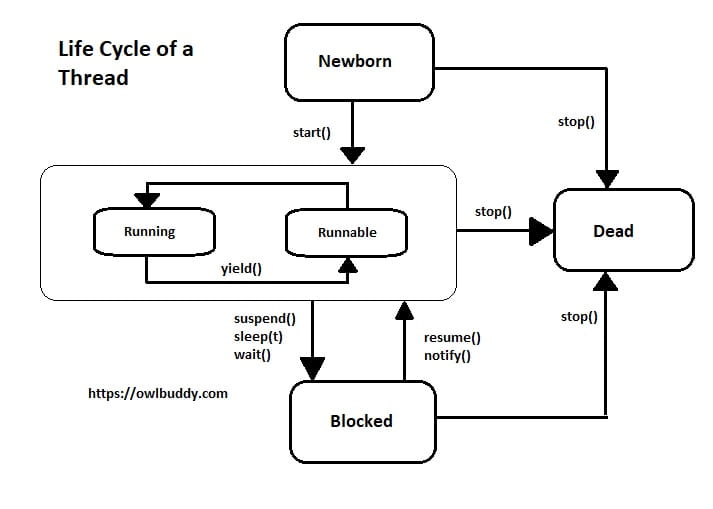 Life Cycle of a
Thread
Newborn
start()
stop()
Running
Runnable
yield()
stop()
Dead
suspend()
sleep(t)
wait()
resume()
notify()
stop()
https://owlbuddy.com
Blocked